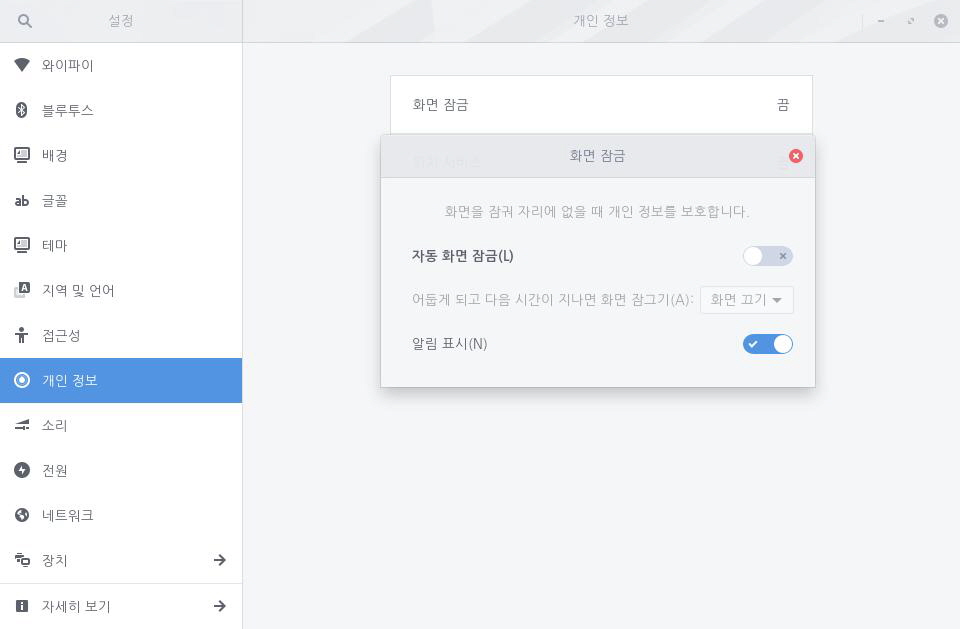 설정
개인 정보
와이파이
블루투스
배경
글꼴
테마
지역 및 언어
접근성
개인 정보
소리
전원
네트워크
장치
자세히 보기
화면 잠금 끔
화면 잠금
위치 서비스
화면을 잠궈 자리에 없을 때 개인 정보를 보호합니다.
자동 화면 잠금(L)
어둡게 되고 다음 시간이 지나면 화면 잠그기(A): 화면 끄기
알림 표시(N)